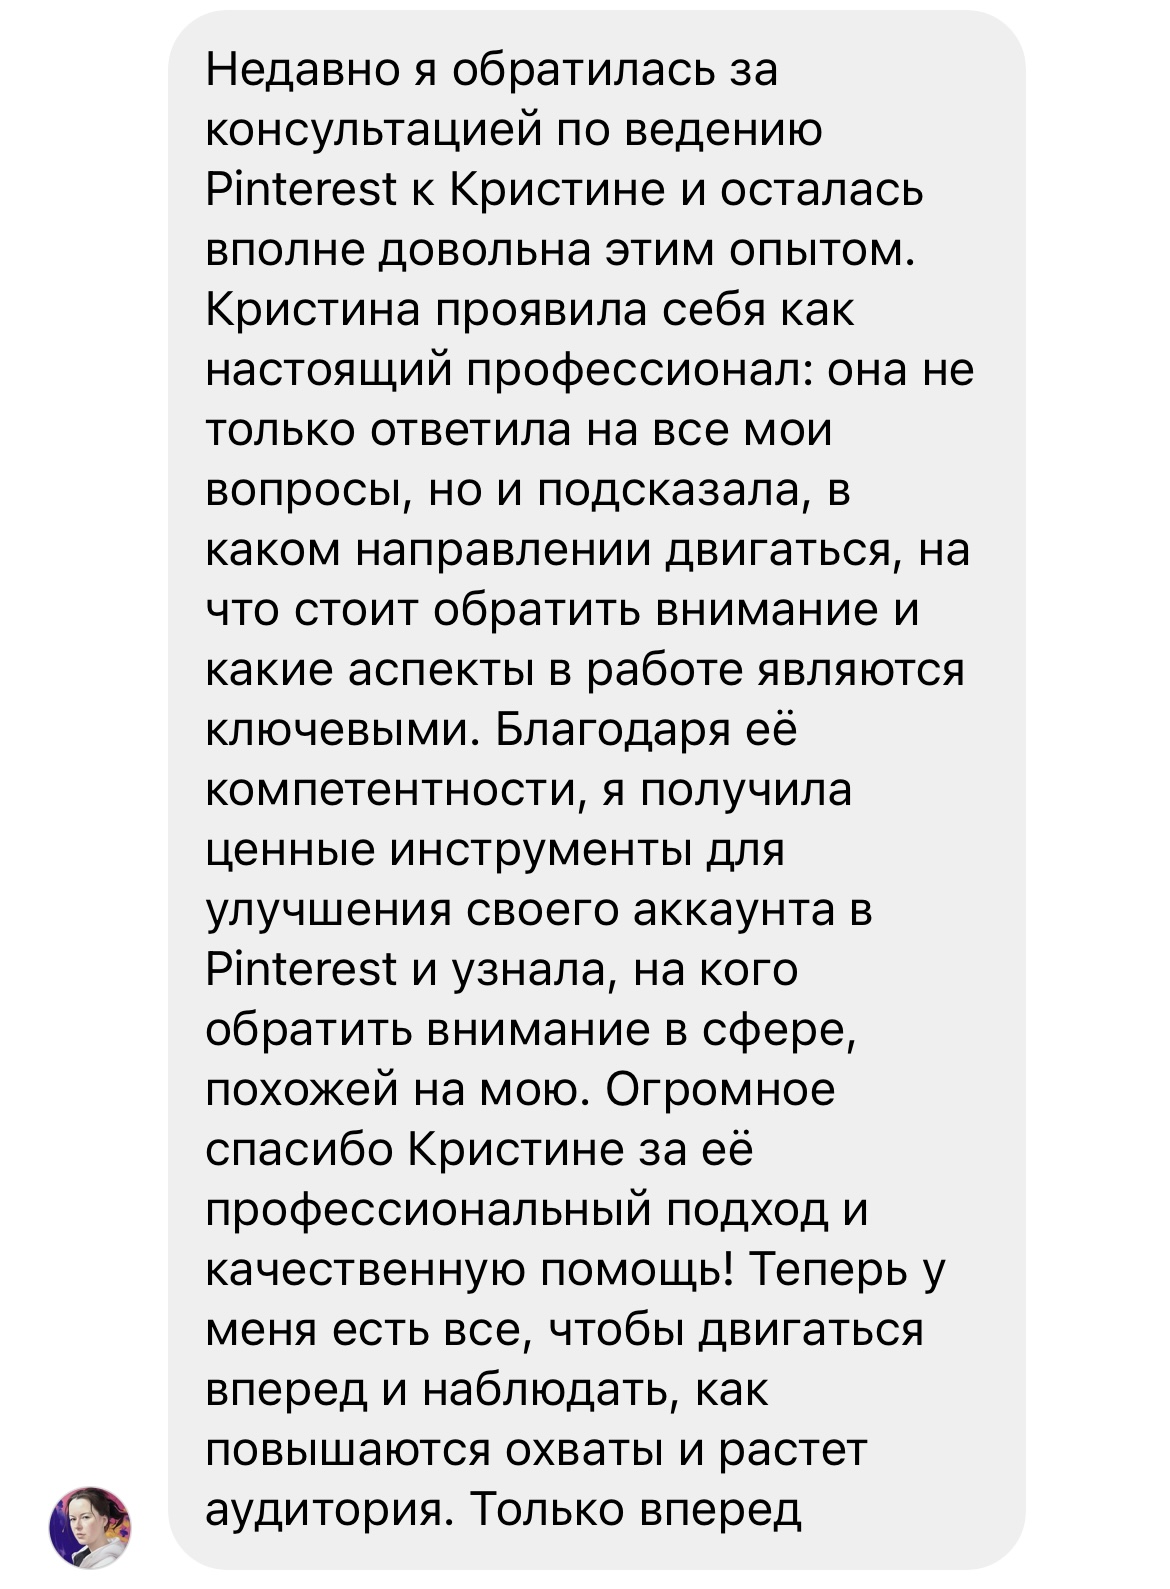 Недавно я обратилась за
консультацией по ведению
Pinterest к Кристине и осталась
вполне довольна этим опытом.
Кристина проявила себя как
настоящий профессионал: она не
только ответила на все мои
вопросы, но и подсказала, в
каком направлении двигаться, на
что стоит обратить внимание и
какие аспекты в работе являются
ключевыми. Благодаря её
компетентности, я получила
ценные инструменты для
улучшения своего аккаунта в
Pinterest и узнала, на кого
обратить внимание в сфере,
похожей на мою. Огромное
спасибо Кристине за её
профессиональный подход и
качественную помощь! Теперь у
меня есть все, чтобы двигаться
вперед и наблюдать, как
повышаются охваты и растет
аудитория. Только вперед